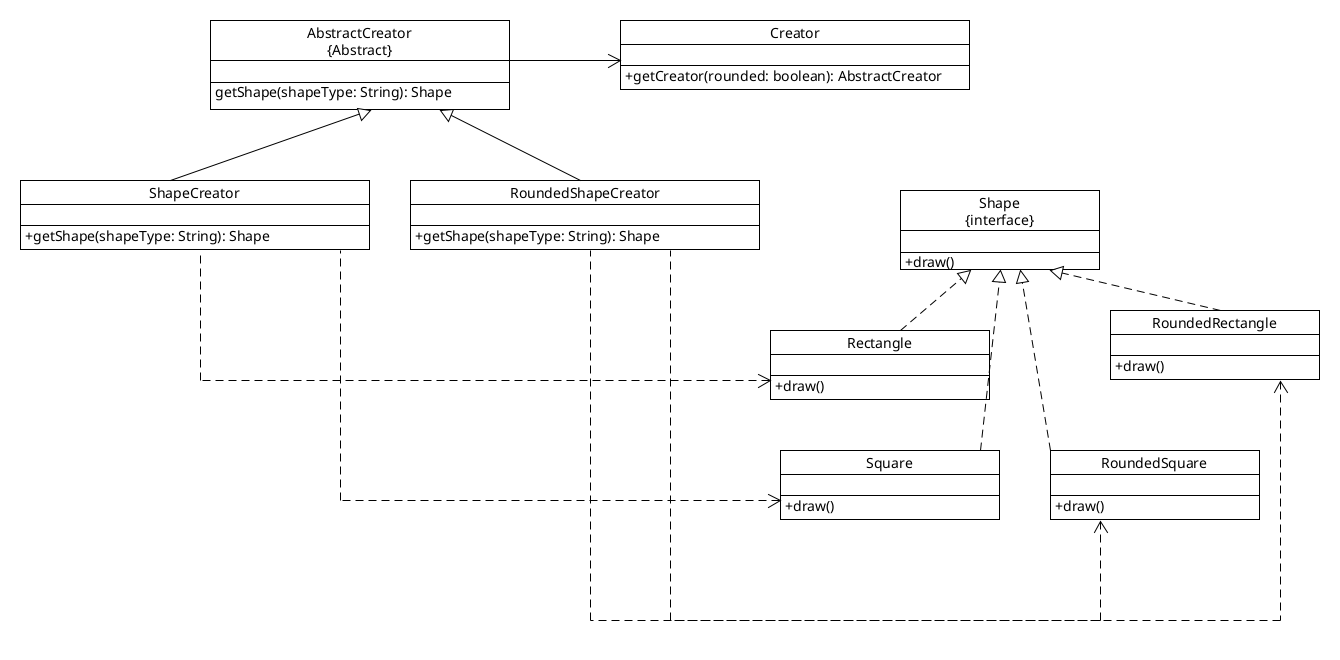 AbstractCreator
{Abstract}
getShape(shapeType: String): Shape
Creator
+getCreator(rounded: boolean): AbstractCreator
ShapeCreator
+getShape(shapeType: String): Shape
RoundedShapeCreator
+getShape(shapeType: String): Shape
Shape
{interface}
+draw()
Rectangle
+draw()
RoundedRectangle
+draw()
Square
+draw()
RoundedSquare
+draw()